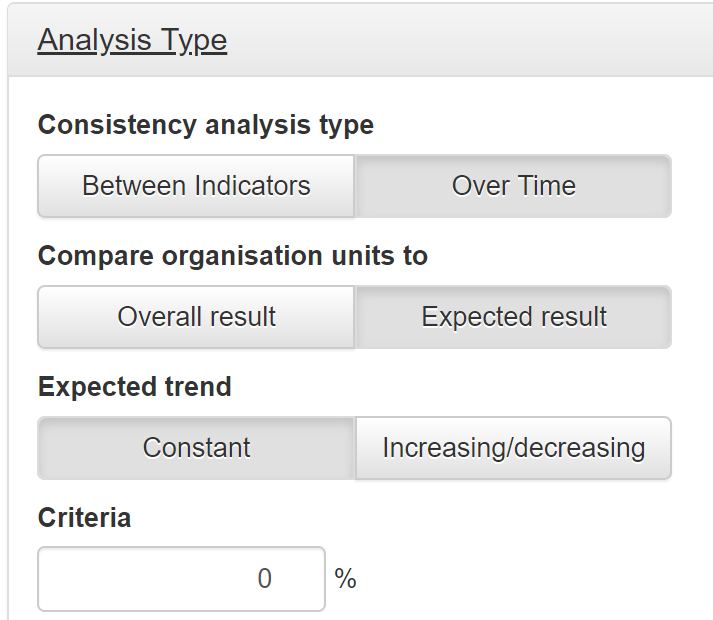 Analysis Type
Consistency analysis type
Between Indicators Over Time
Compare organisation units to
Overall result Expected result
Expected trend
Constant Increasing/decreasing
Criteria
0 %